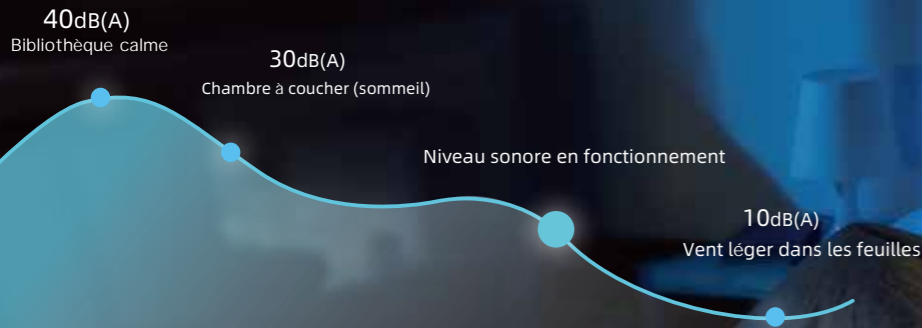 40dB(A)
Bibliothèque calme
30dB(A)
Chambre à coucher (sommeil)
Niveau sonore en fonctionnement
10dB(A)
Vent léger dans les feuilles